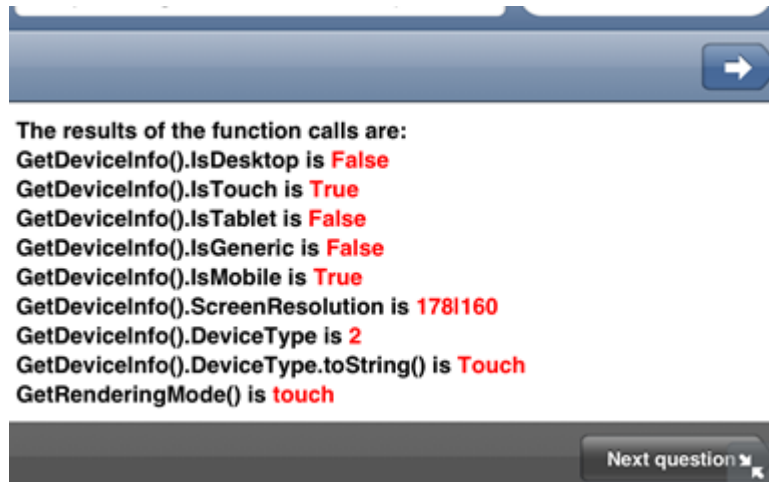 The results of the function calls are:
GetDeviceInfo().IsDesktop is False
GetDeviceInfo().IsTouch is True
GetDeviceInfo().IsTablet is False
GetDeviceInfo().IsGeneric is False
GetDeviceInfo().IsMobile is True
GetDeviceInfo().ScreenResolution is 178|160
GetDeviceInfo().DeviceType is 2
GetDeviceInfo().DeviceType.toString() is Touch
GetRenderingMode() is touch
Next question